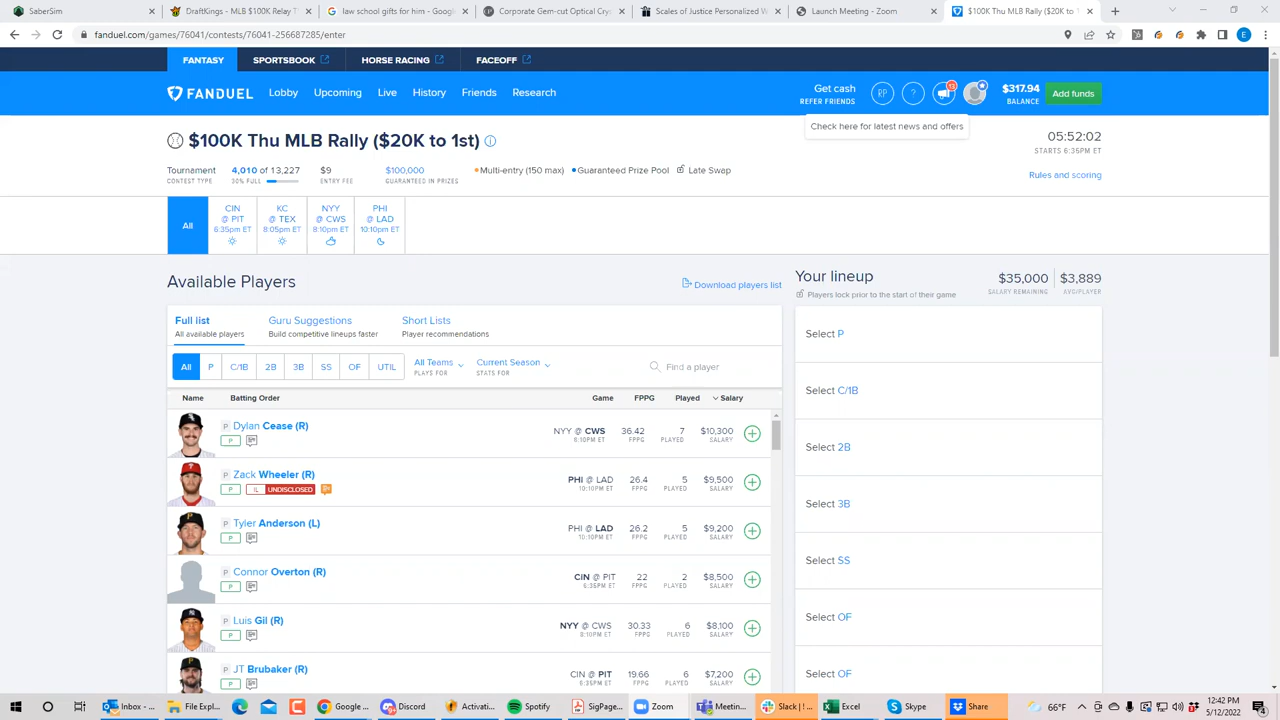 SaberSim
DraftKings - MLB $100K Relay T
law school gifts for him - Googl
Corporate Gem-cut Optical Cry
Scales of Justice Personalized W
Launch Meeting - Zoom
$100K Thu MLB Rally ($20K to 1s
fanduel.com/games/76041/contests/76041-256687285/enter
E
FANTASY
SPORTSBOOK
HORSE RACING
FACEOFF
FANDUEL
Lobby
Upcoming
Live
History
Friends
Research
Get cash
REFER FRIENDS
RP
?
$317.94
BALANCE
Add funds
Check here for latest news and offers
$100K Thu MLB Rally ($20K to 1st)
05:52:02
STARTS 6:35PM ET
Tournament
CONTEST TYPE
4,010 of 13,227
30% FULL
$9
ENTRY FEE
$100,000
GUARANTEED IN PRIZES
Multi-entry (150 max)
Guaranteed Prize Pool
Late Swap
Rules and scoring
All
CIN
@ PIT
6:35pm ET
KC
@ TEX
8:05pm ET
NYY
@ CWS
8:10pm ET
PHI
@ LAD
10:10pm ET
Available Players
Download players list
Full list
All available players
Guru Suggestions
Build competitive lineups faster
Short Lists
Player recommendations
All
P
C/1B
2B
3B
SS
OF
UTIL
All Teams
PLAYS FOR
Current Season
STATS FOR
Find a player
Name
Batting Order
Game
FPPG
Played
Salary
P Dylan Cease (R)
P
NYY @ CWS
8:10PM ET
36.42
FPPG
7
PLAYED
$10,300
SALARY
P Zack Wheeler (R)
P
IL UNDISCLOSED
PHI @ LAD
10:10PM ET
26.4
FPPG
5
PLAYED
$9,500
SALARY
P Tyler Anderson (L)
P
PHI @ LAD
10:10PM ET
26.2
FPPG
5
PLAYED
$9,200
SALARY
P Connor Overton (R)
P
CIN @ PIT
6:35PM ET
22
FPPG
2
PLAYED
$8,500
SALARY
P Luis Gil (R)
P
NYY @ CWS
8:10PM ET
30.33
FPPG
6
PLAYED
$8,100
SALARY
P JT Brubaker (R)
P
CIN @ PIT
6:35PM ET
19.66
FPPG
6
PLAYED
$7,200
SALARY
Your lineup
Players lock prior to the start of their game
$35,000
SALARY REMAINING
$3,889
AVG/PLAYER
Select P
Select C/1B
Select 2B
Select 3B
Select SS
Select OF
Select OF
Inbox - ...
File Expl...
Google ...
Discord
Activati...
Spotify
SigPage...
Zoom
Meetin...
Slack | ! ...
Excel
Skype
Share
66°F
12:42 PM
5/12/2022